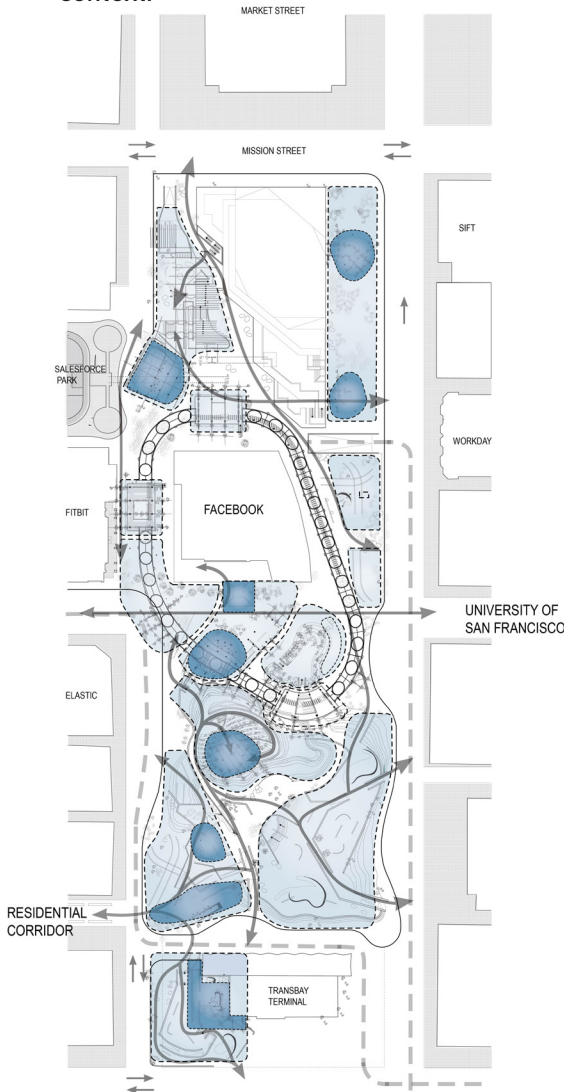 MARKET STREET
MISSION STREET
SIFT
SALESFORCE
PARK
WORKDAY
FITBIT
FACEBOOK
UNIVERSITY OF
SAN FRANCISCO
ELASTIC
RESIDENTIAL
CORRIDOR
TRANSBAY
TERMINAL